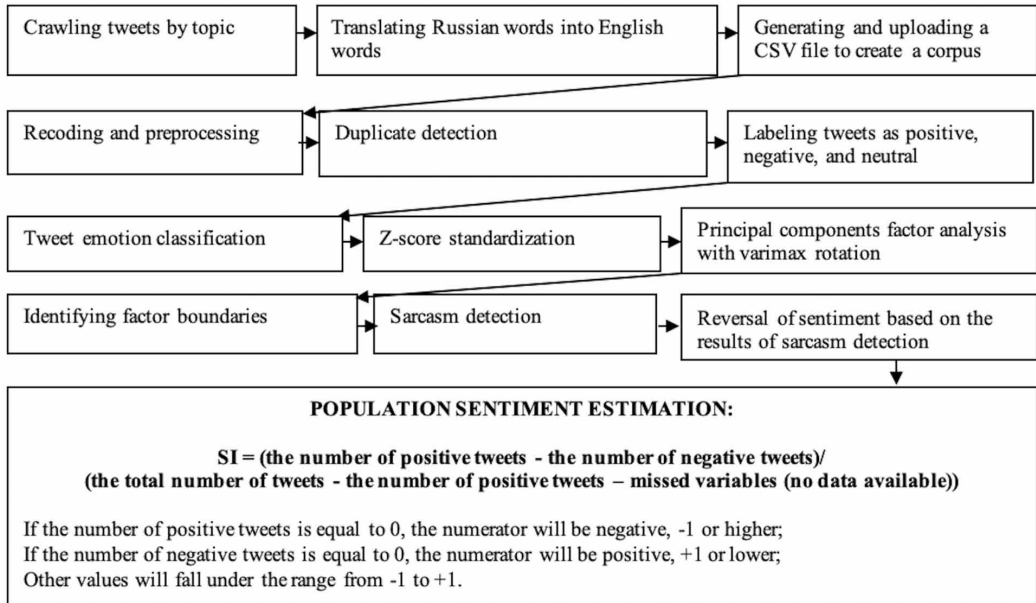 Crawling tweets by topic
Translating Russian words into English
words
Generating and uploading a
CSV file to create a corpus
Recoding and preprocessing
Duplicate detection
Labeling tweets as positive,
negative, and neutral
Tweet emotion classification
Z-score standardization
Principal components factor analysis
with varimax rotation
Identifying factor boundaries
Sarcasm detection
Reversal of sentiment based on the
results of sarcasm detection
POPULATION SENTIMENT ESTIMATION:
SI = (the number of positive tweets - the number of negative tweets)/
(the total number of tweets - the number of positive tweets – missed variables (no data available))
If the number of positive tweets is equal to 0, the numerator will be negative, -1 or higher;
If the number of negative tweets is equal to 0, the numerator will be positive, +1 or lower;
Other values will fall under the range from -1 to +1.